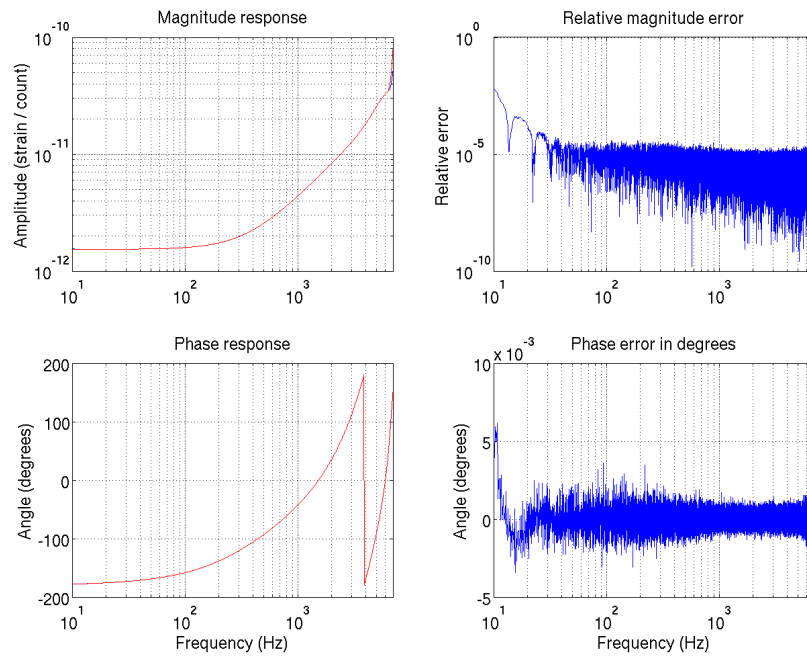 Magnitude response
Amplitude (strain / count)
10^-10
10^-11
10^-12
10^1
10^2
10^3
Relative magnitude error
Relative error
10^0
10^-5
10^-10
10^1
10^2
10^3
Phase response
Angle (degrees)
200
100
0
-100
-200
10^1
10^2
10^3
Frequency (Hz)
Phase error in degrees
x 10^-3
Angle (degrees)
10
5
0
-5
10^1
10^2
10^3
Frequency (Hz)